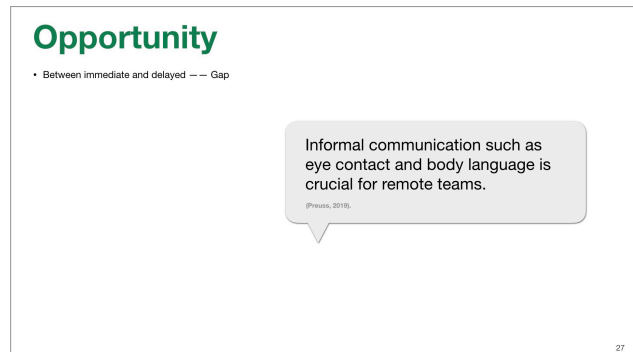 Opportunity
• Between immediate and delayed —— Gap
Informal communication such as
eye contact and body language is
crucial for remote teams.
(Preuss, 2019).
27